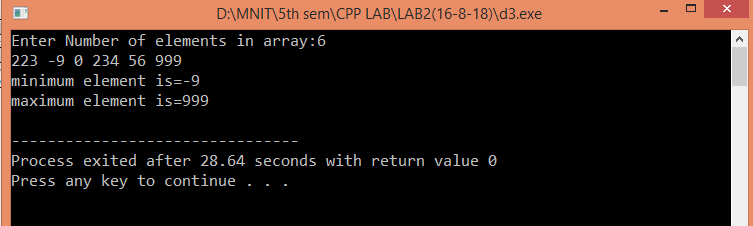 D:\MNIT\5th sem\CPP LAB\LAB2(16-8-18)\d3.exe
Enter Number of elements in array:6
223 -9 0 234 56 999
minimum element is=-9
maximum element is=999
--------------------------------
Process exited after 28.64 seconds with return value 0
Press any key to continue . . .